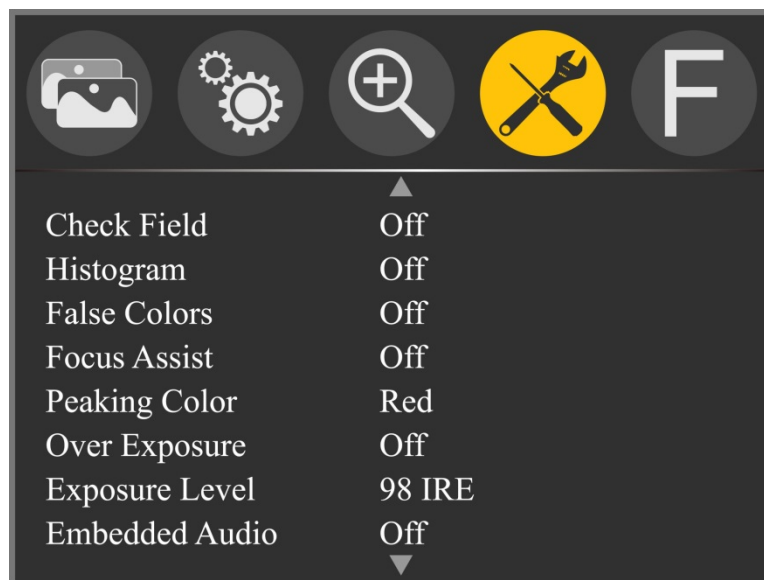 F
Check Field Off
Histogram Off
False Colors Off
Focus Assist Off
Peaking Color Red
Over Exposure Off
Exposure Level 98 IRE
Embedded Audio Off